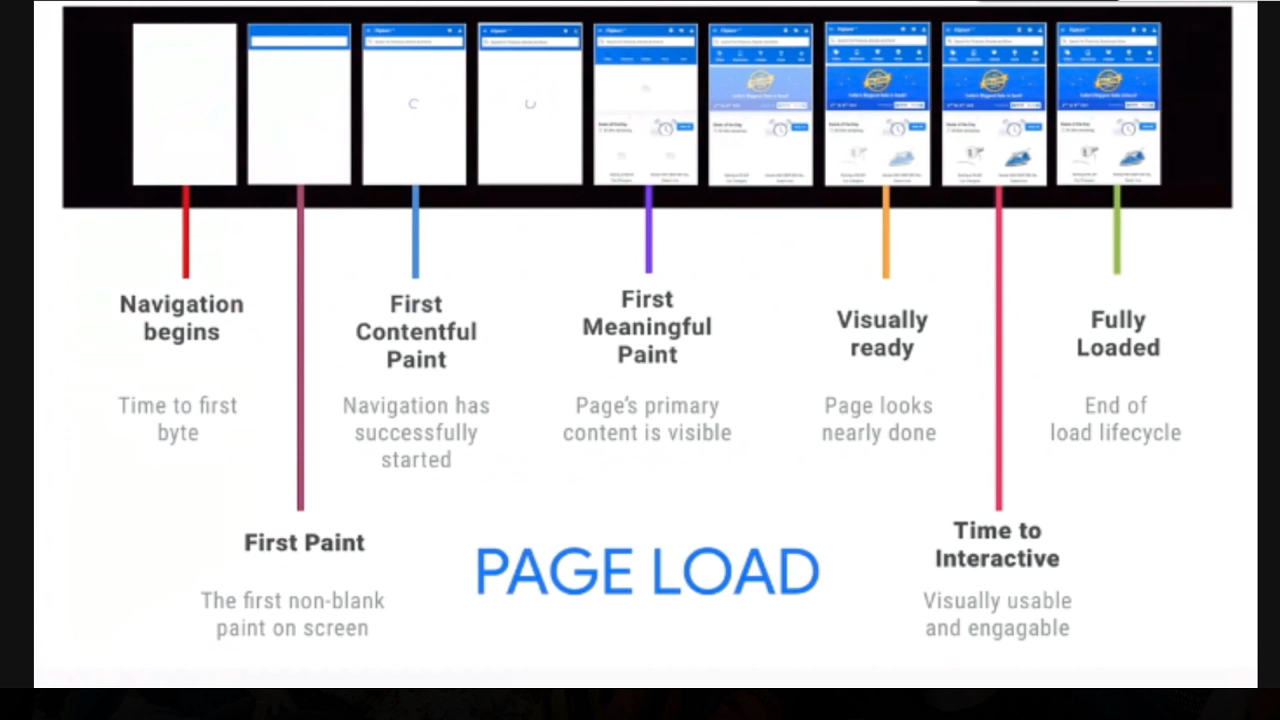 Navigation
begins
Time to first
byte
First Paint
The first non-blank
paint on screen
First
Contentful
Paint
Navigation has
successfully
started
First
Meaningful
Paint
Page's primary
content is visible
Visually
ready
Page looks
nearly done
Time to
Interactive
Visually usable
and engagable
Fully
Loaded
End of
load lifecycle
PAGE LOAD